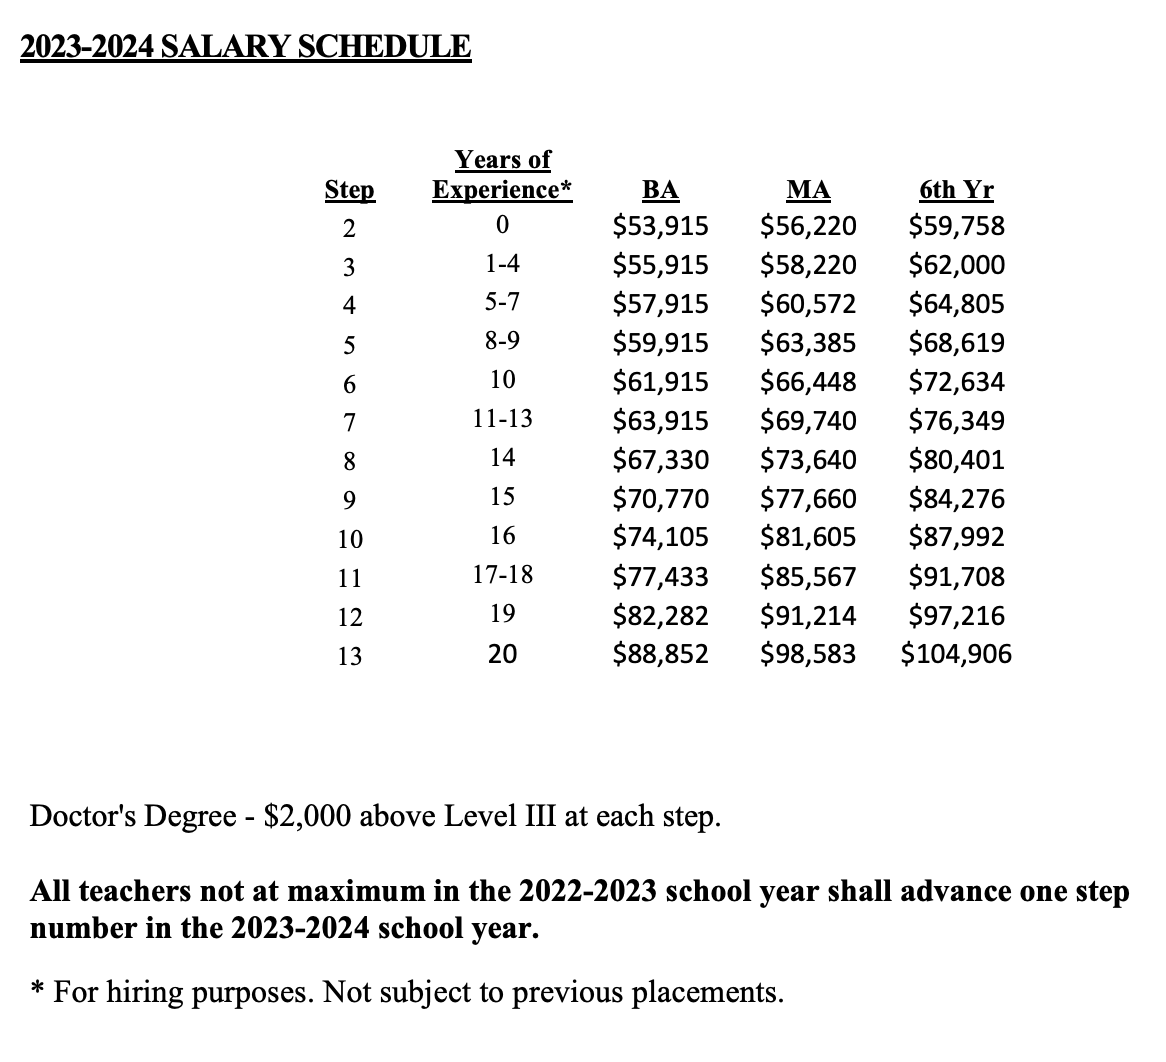 2023-2024 SALARY SCHEDULE
Years of
Step Experience* BA MA 6th Yr
2 0 $53,915 $56,220 $59,758
3 1-4 $55,915 $58,220 $62,000
4 5-7 $57,915 $60,572 $64,805
5 8-9 $59,915 $63,385 $68,619
6 10 $61,915 $66,448 $72,634
7 11-13 $63,915 $69,740 $76,349
8 14 $67,330 $73,640 $80,401
9 15 $70,770 $77,660 $84,276
10 16 $74,105 $81,605 $87,992
11 17-18 $77,433 $85,567 $91,708
12 19 $82,282 $91,214 $97,216
13 20 $88,852 $98,583 $104,906
Doctor's Degree - $2,000 above Level III at each step.
All teachers not at maximum in the 2022-2023 school year shall advance one step
number in the 2023-2024 school year.
* For hiring purposes. Not subject to previous placements.